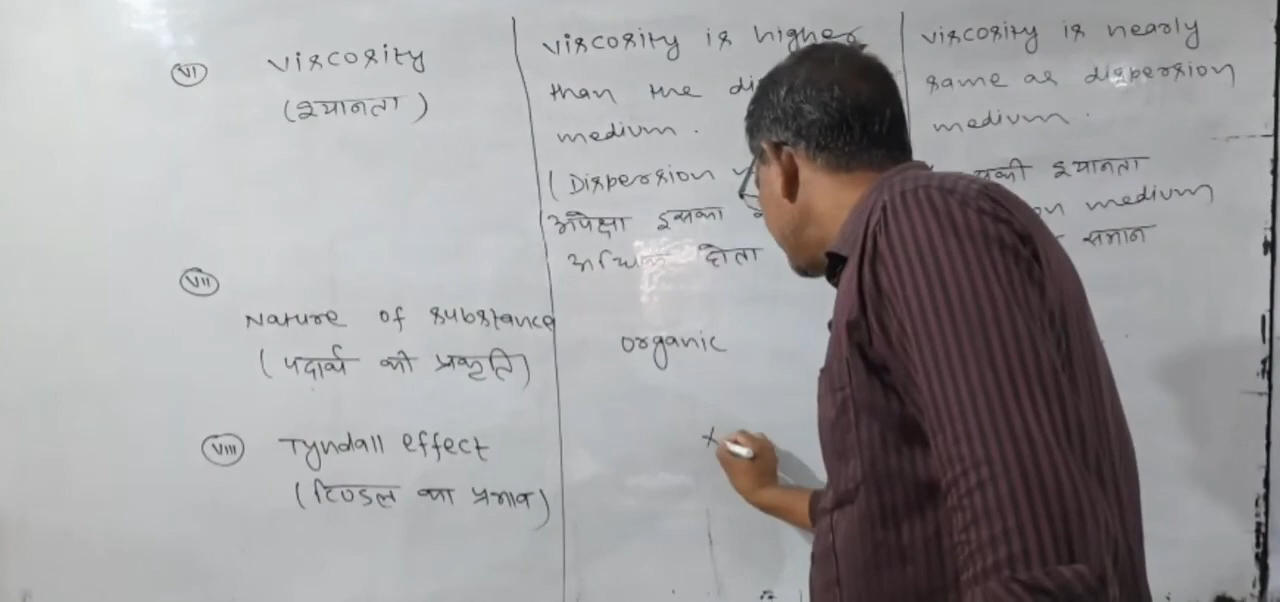 VI
Viscosity
(श्यानता)
Viscosity is higher
than the di
medium.
(Dispersion
अपेक्षा इसका
अधिक होता
Viscosity is nearly
same as dispersion
medium.
श्यानता
medium
समान
VII
Nature of substance
(पदार्थ की प्रकृति)
organic
VIII
Tyndall effect
(टिण्डल का प्रभाव)
x